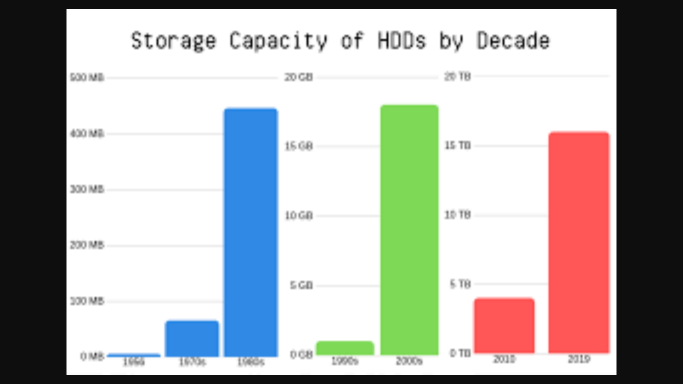 Storage Capacity of HDDs by Decade
500 MB
400 MB
300 MB
200 MB
100 MB
0 MB
1956
1970s
1980s
20 GB
15 GB
10 GB
5 GB
0 GB
1990s
2000s
20 TB
15 TB
10 TB
5 TB
0 TB
2010
2019